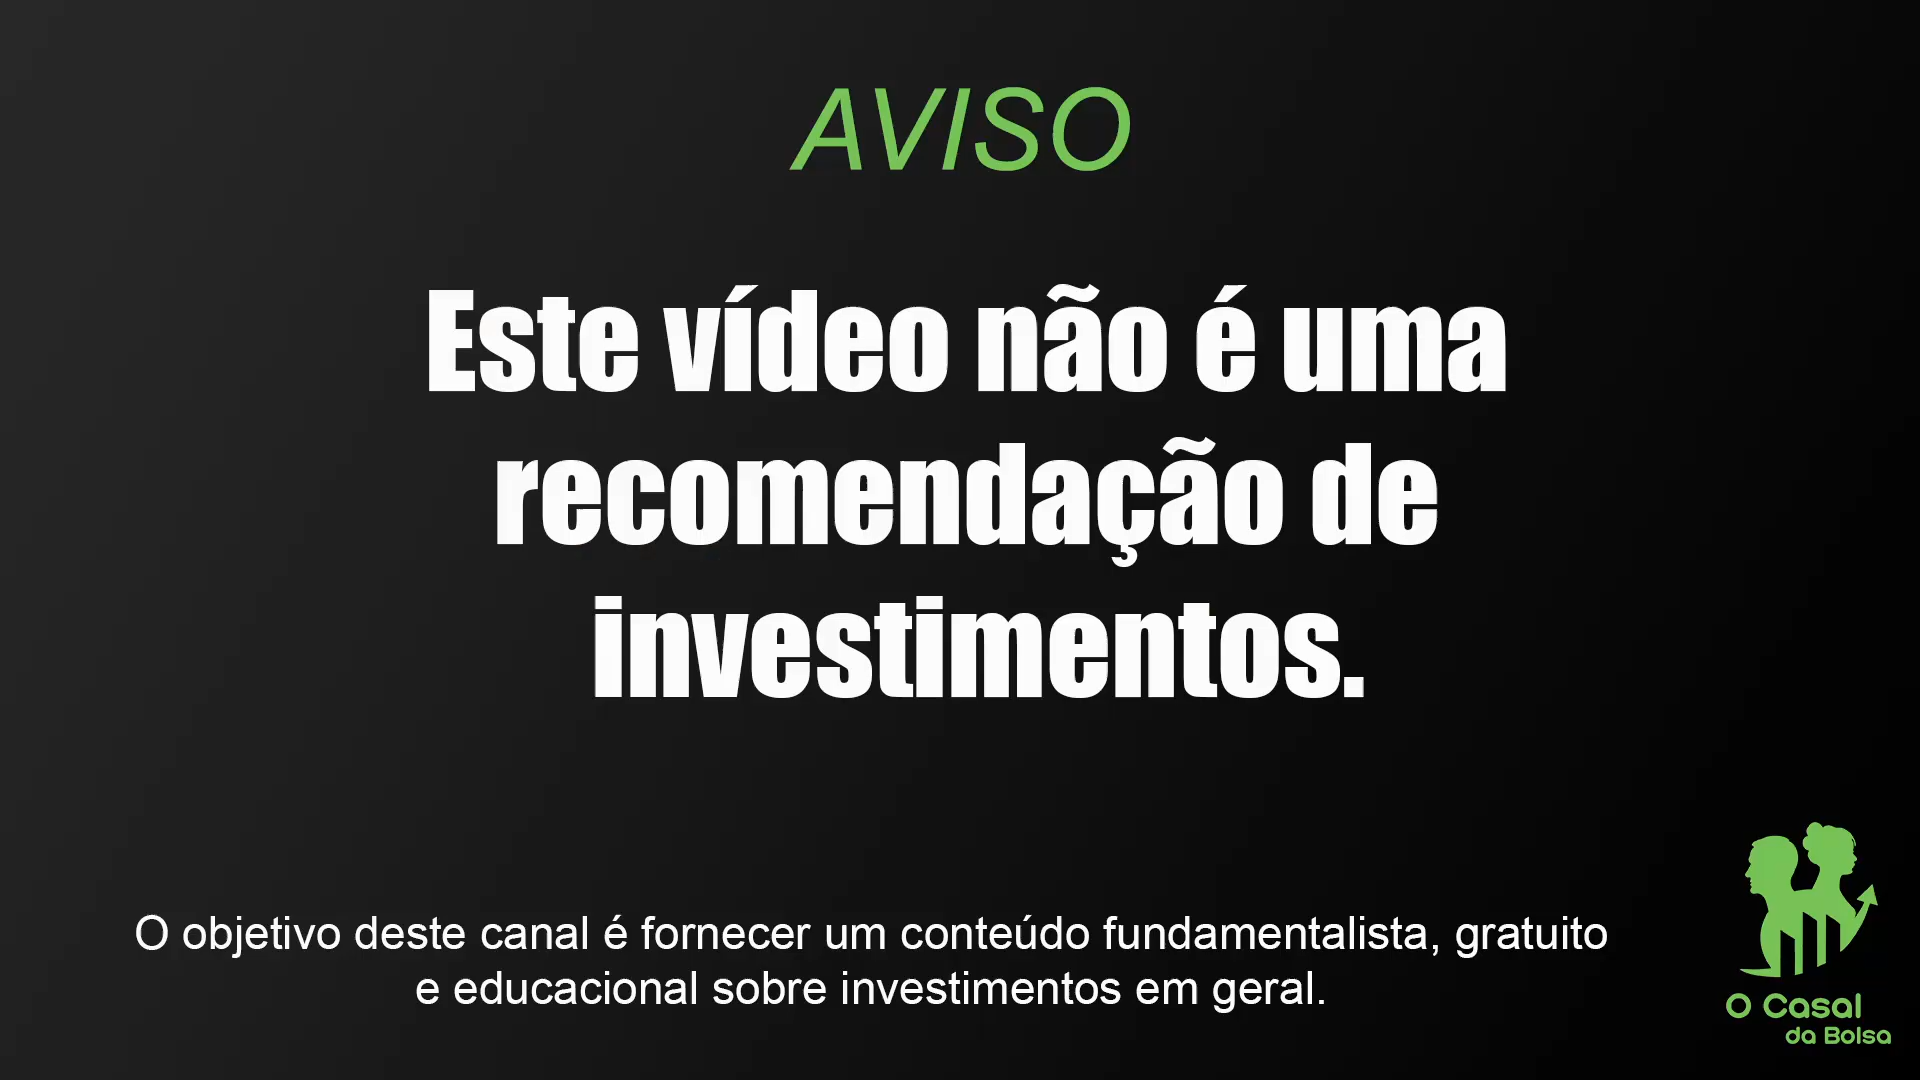 AVISO
Este vídeo não é uma
recomendação de
investimentos.
O objetivo deste canal é fornecer um conteúdo fundamentalista, gratuito
e educacional sobre investimentos em geral.
O Casal
da Bolsa